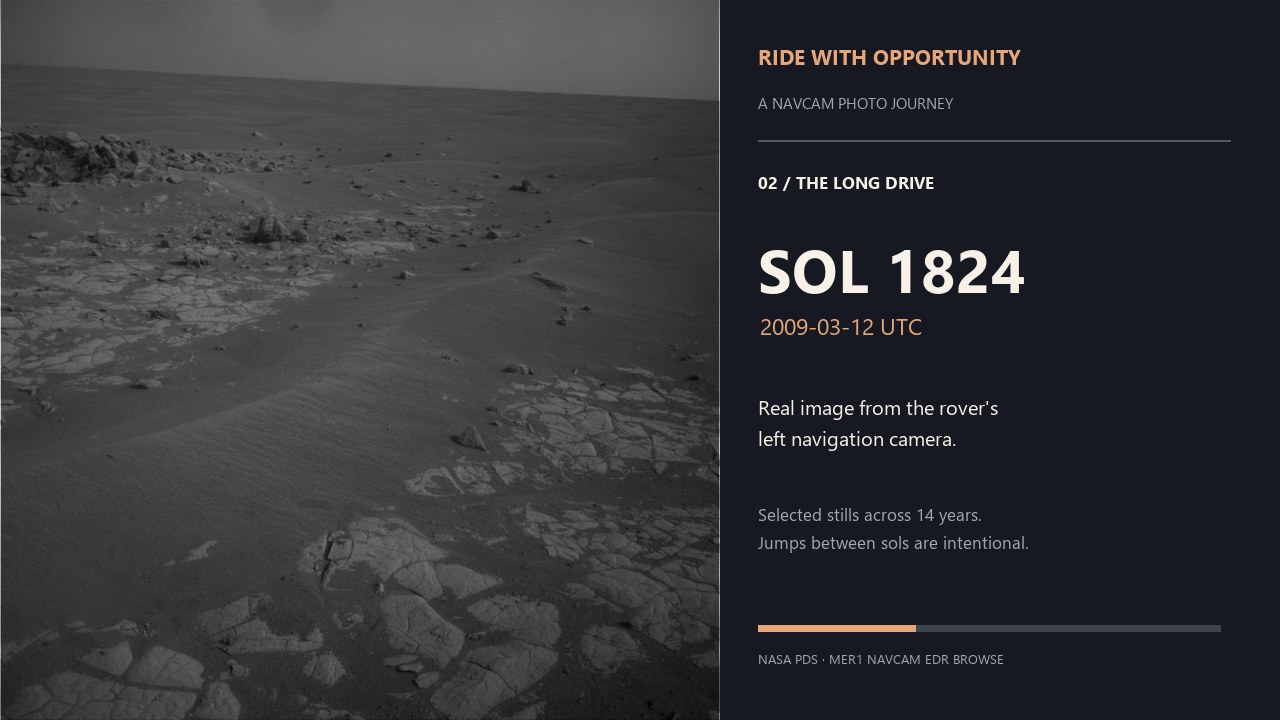 RIDE WITH OPPORTUNITY
A NAVCAM PHOTO JOURNEY
02 / THE LONG DRIVE
SOL 1824
2009-03-12 UTC
Real image from the rover's
left navigation camera.
Selected stills across 14 years.
Jumps between sols are intentional.
NASA PDS · MER1 NAVCAM EDR BROWSE